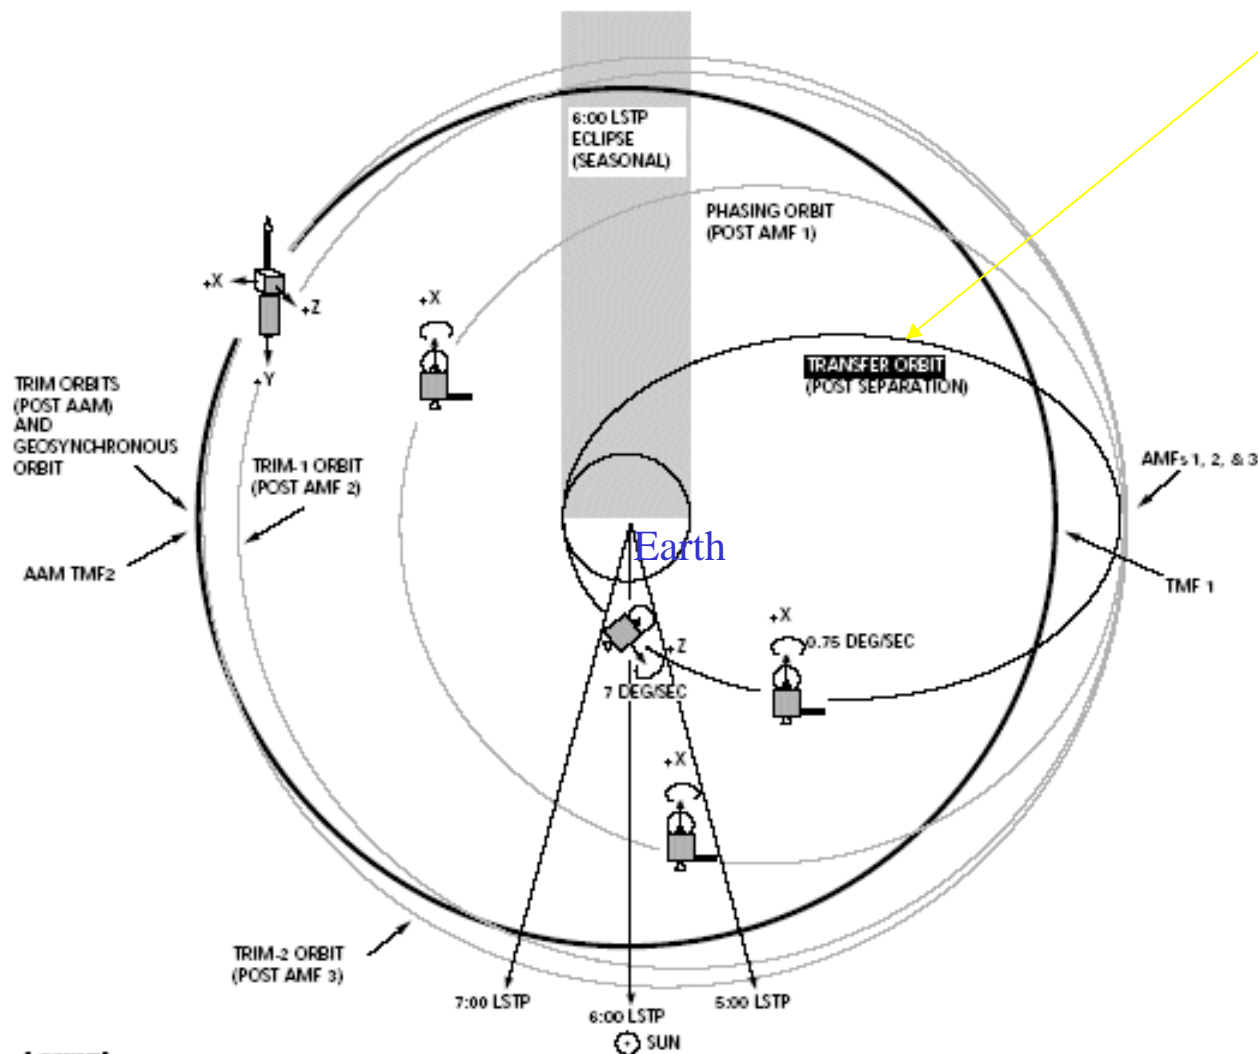 6:00 LSTP
ECLIPSE
(SEASONAL)
PHASING ORBIT
(POST AMF 1)
+X
+Z
+Y
+X
TRANSFER ORBIT
(POST SEPARATION)
TRIM ORBITS
(POST AAM)
AND
GEOSYNCHRONOUS
ORBIT
TRIM-1 ORBIT
(POST AMF 2)
AMFs 1, 2, & 3
AAM TMF2
Earth
TMF 1
+X
0.75 DEG/SEC
+Z
7 DEG/SEC
+X
TRIM-2 ORBIT
(POST AMF 3)
7:00 LSTP
6:00 LSTP
5:00 LSTP
SUN